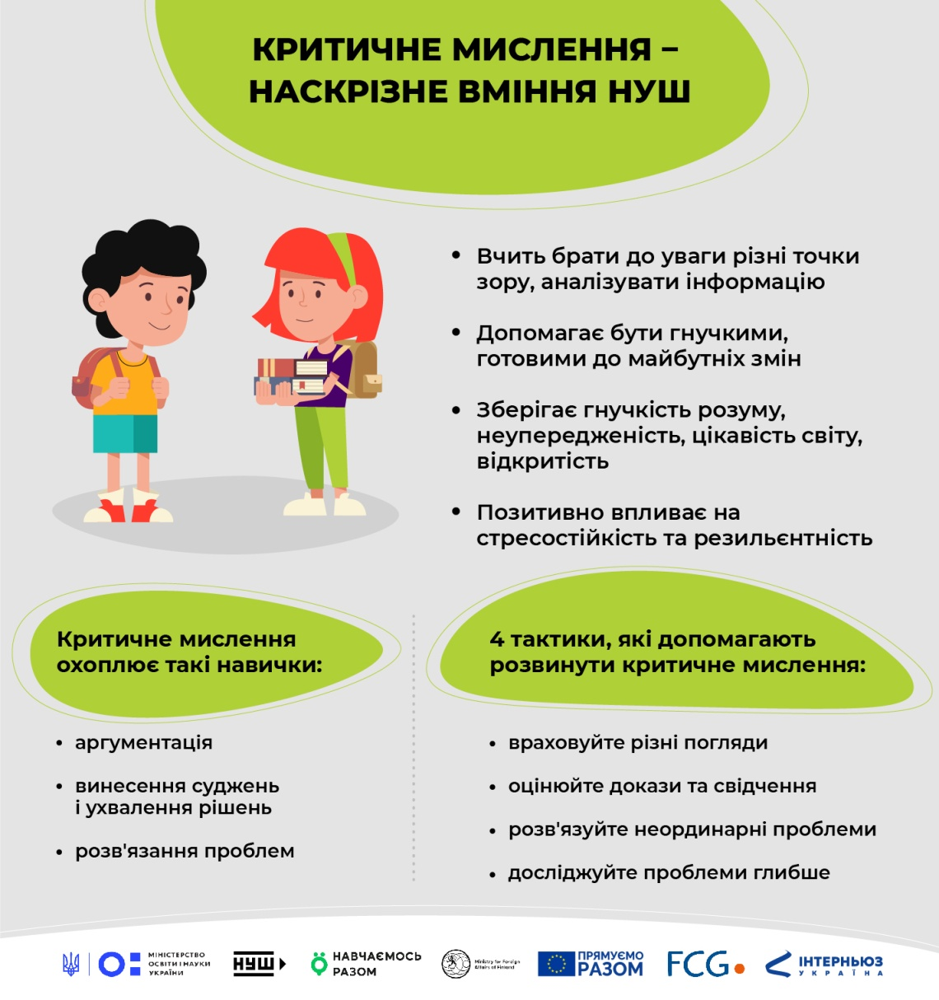 КРИТИЧНЕ МИСЛЕННЯ –
НАСКРІЗНЕ ВМІННЯ НУШ
• Вчить брати до уваги різні точки
зору, аналізувати інформацію
• Допомагає бути гнучкими,
готовими до майбутніх змін
• Зберігає гнучкість розуму,
неупередженість, цікавість світу,
відкритість
• Позитивно впливає на
стресостійкість та резильєнтність
Критичне мислення
охоплює такі навички:
• аргументація
• винесення суджень
і ухвалення рішень
• розв'язання проблем
4 тактики, які допомагають
розвинути критичне мислення:
• враховуйте різні погляди
• оцінюйте докази та свідчення
• розв'язуйте неординарні проблеми
• досліджуйте проблеми глибше
МІНІСТЕРСТВО
ОСВІТИ І НАУКИ
УКРАЇНИ
НУШ
НАВЧАЄМОСЬ
РАЗОМ
Ministry for Foreign
Affairs of Finland
ПРЯМУЄМО
РАЗОМ
FCG
ІНТЕРНЬЮЗ
УКРАЇНА